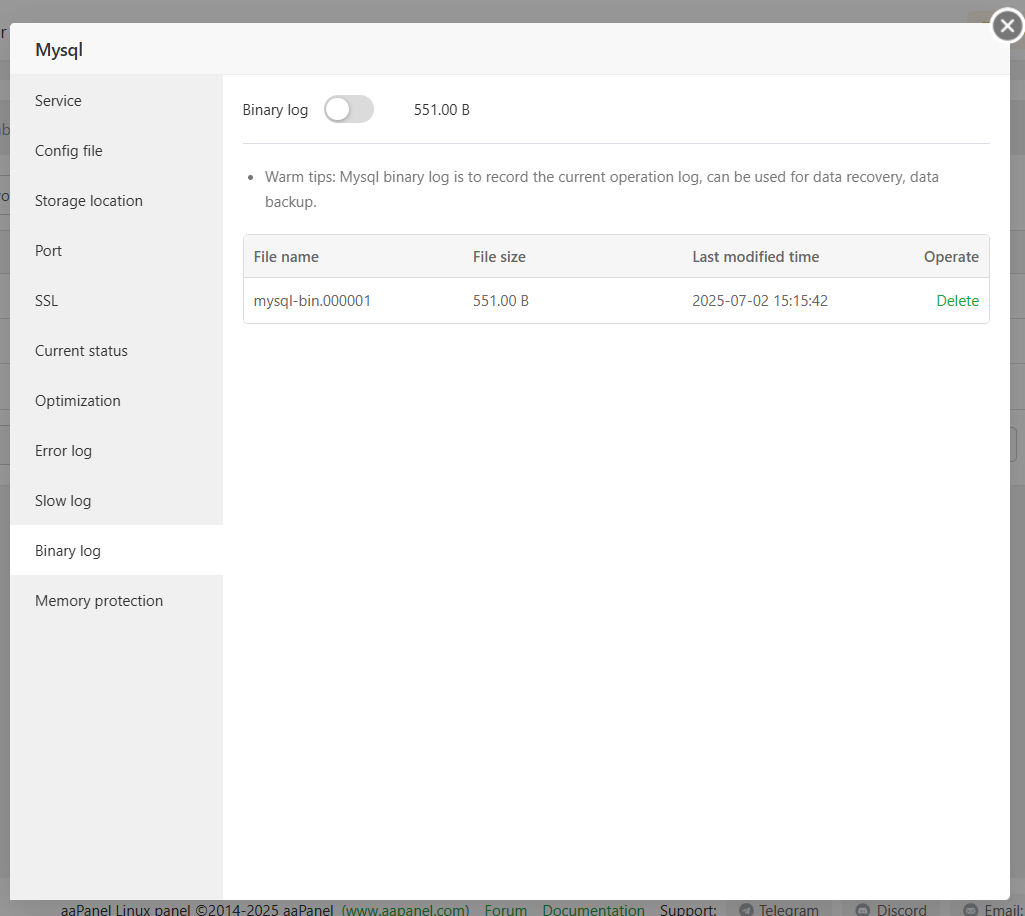 Mysql
Service
Config file
Storage location
Port
SSL
Current status
Optimization
Error log
Slow log
Binary log
Memory protection
Binary log 551.00 B
Warm tips: Mysql binary log is to record the current operation log, can be used for data recovery, data
backup.
File name File size Last modified time Operate
mysql-bin.000001 551.00 B 2025-07-02 15:15:42 Delete
aaPanel Linux panel ©2014-2025 aaPanel (www.aapanel.com) Forum Documentation Support: Telegram Discord Email: